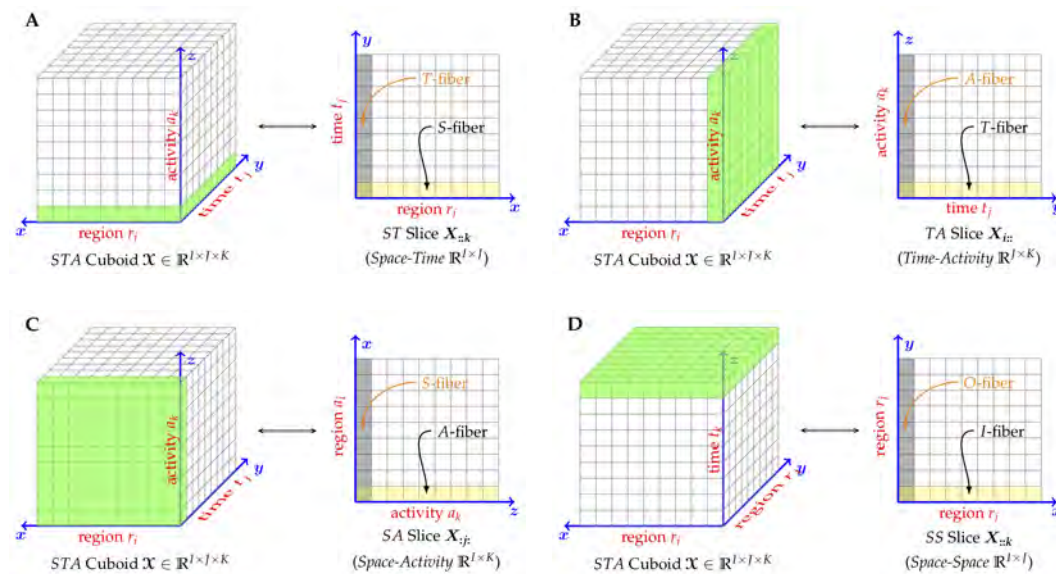 A
z
activity a_k
time t_j
y
x
region r_i
STA Cuboid 𝔛 ∈ ℝ^{I×J×K}
y
time t_j
T-fiber
S-fiber
region r_i
x
ST Slice X_{::k}
(Space-Time ℝ^{I×J})
B
z
activity a_k
time t_j
y
x
region r_i
STA Cuboid 𝔛 ∈ ℝ^{I×J×K}
z
activity a_k
A-fiber
T-fiber
time t_j
TA Slice X_{i::}
(Time-Activity ℝ^{J×K})
C
z
activity a_k
time t_j
y
x
region r_i
STA Cuboid 𝔛 ∈ ℝ^{I×J×K}
x
region a_i
S-fiber
A-fiber
activity a_k
z
SA Slice X_{:j:}
(Space-Activity ℝ^{I×K})
D
z
time t_k
region
y
x
region r_i
STA Cuboid 𝔛 ∈ ℝ^{I×J×K}
y
region r_j
O-fiber
I-fiber
region r_i
x
SS Slice X_{::k}
(Space-Space ℝ^{I×J})